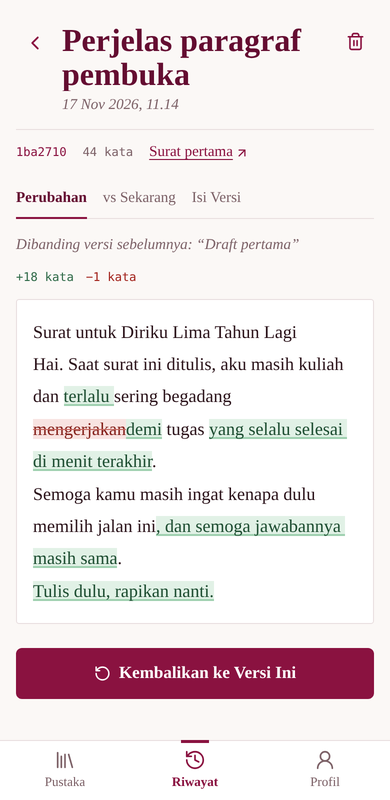 Perjelas paragraf
pembuka
17 Nov 2026, 11.14
1ba2710 44 kata Surat pertama ↗
Perubahan vs Sekarang Isi Versi
Dibanding versi sebelumnya: “Draft pertama”
+18 kata −1 kata
Surat untuk Diriku Lima Tahun Lagi
Hai. Saat surat ini ditulis, aku masih kuliah
dan terlalu sering begadang
mengerjakandemi tugas yang selalu selesai
di menit terakhir.
Semoga kamu masih ingat kenapa dulu
memilih jalan ini, dan semoga jawabannya
masih sama.
Tulis dulu, rapikan nanti.
Kembalikan ke Versi Ini
Pustaka Riwayat Profil